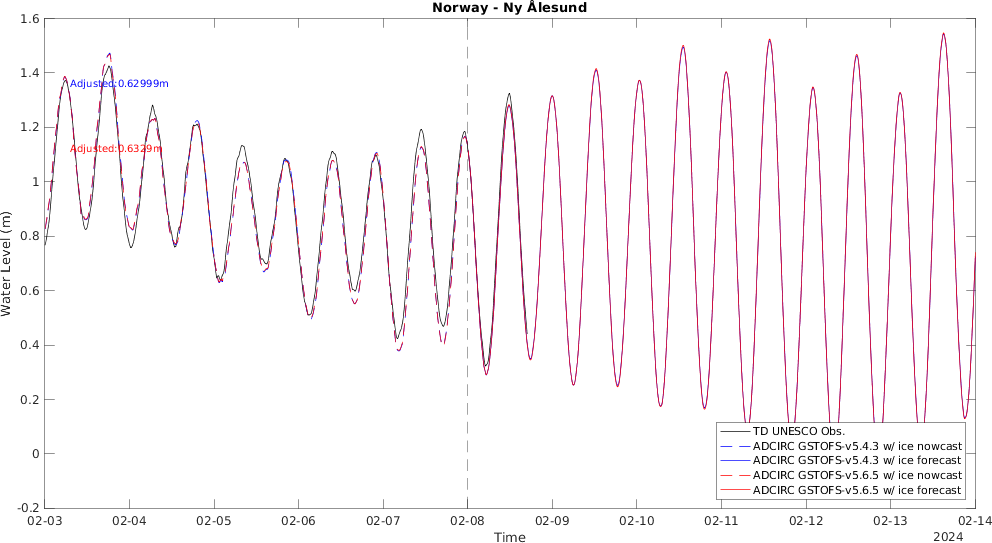 Norway - Ny Ålesund
1.6
1.4
1.2
1
0.8
0.6
0.4
0.2
0
-0.2
Water Level (m)
Adjusted:0.62999m
Adjusted:0.6329m
TD UNESCO Obs.
ADCIRC GSTOFS-v5.4.3 w/ ice nowcast
ADCIRC GSTOFS-v5.4.3 w/ ice forecast
ADCIRC GSTOFS-v5.6.5 w/ ice nowcast
ADCIRC GSTOFS-v5.6.5 w/ ice forecast
02-03 02-04 02-05 02-06 02-07 02-08 02-09 02-10 02-11 02-12 02-13 02-14
Time
2024